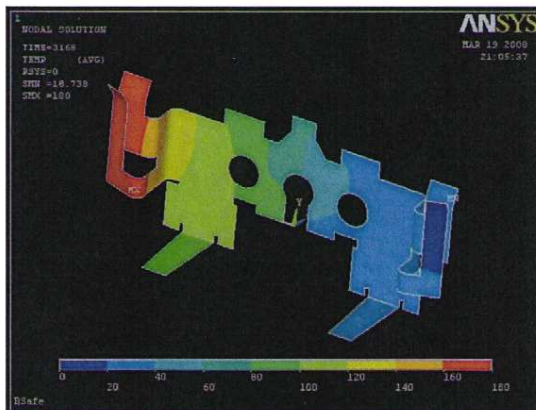 1
NODAL SOLUTION
TIME=3168
TEMP (AVG)
RSYS=0
SMN =18.738
SMX =180
ANSYS
MAR 19 2008
21:05:37
MX
Y
0 20 40 60 80 100 120 140 160 180
BSafe